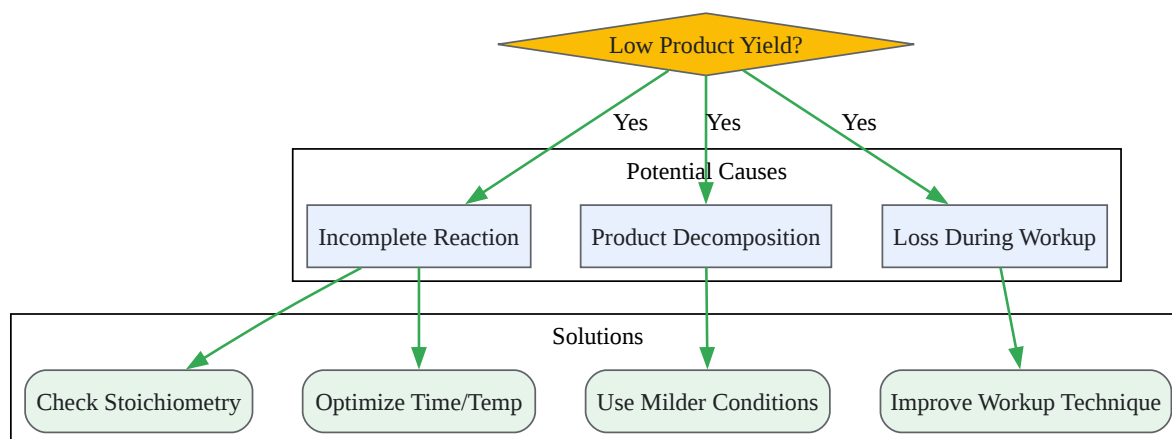 Low Product Yield?
Yes
Yes
Yes
Potential Causes
Incomplete Reaction
Product Decomposition
Loss During Workup
Solutions
Check Stoichiometry
Optimize Time/Temp
Use Milder Conditions
Improve Workup Technique